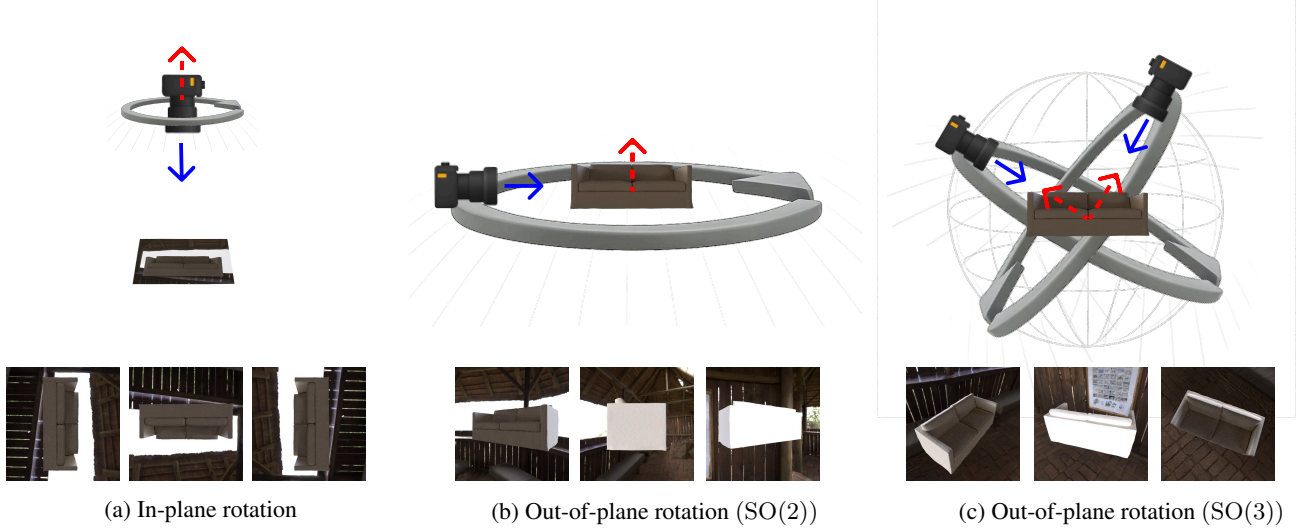 (a) In-plane rotation
(b) Out-of-plane rotation (SO(2))
(c) Out-of-plane rotation (SO(3))